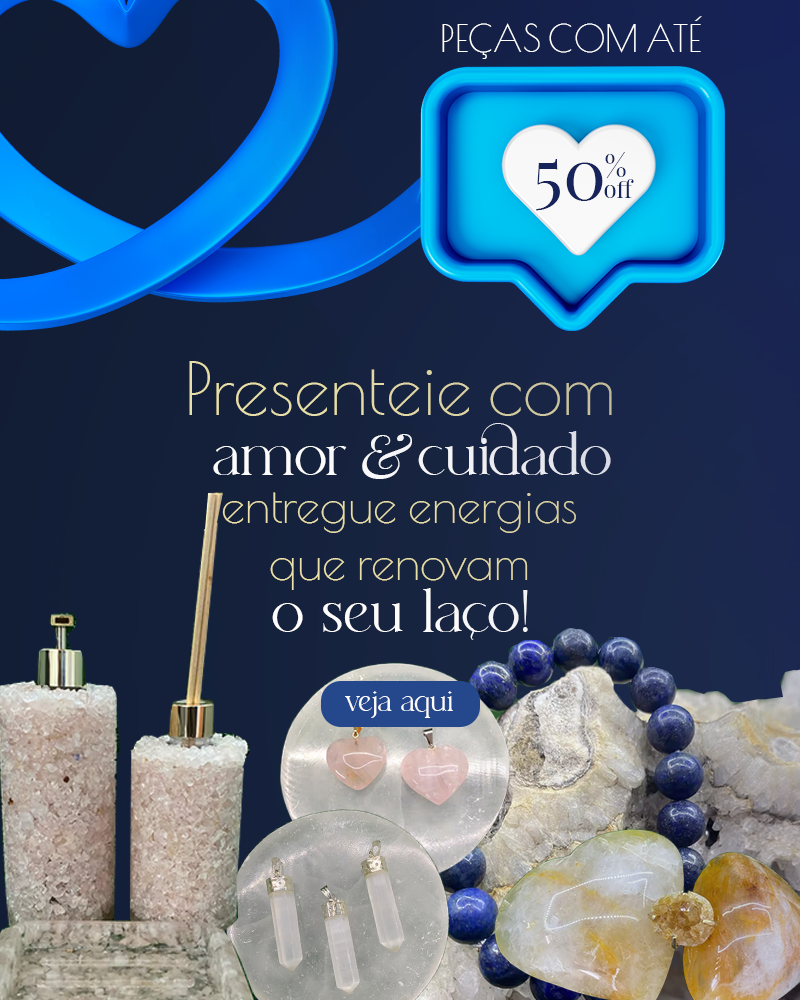 PEÇAS COM ATÉ
50% off
Presenteie com
amor & cuidado
entregue energias
que renovam
o seu laço!
veja aqui